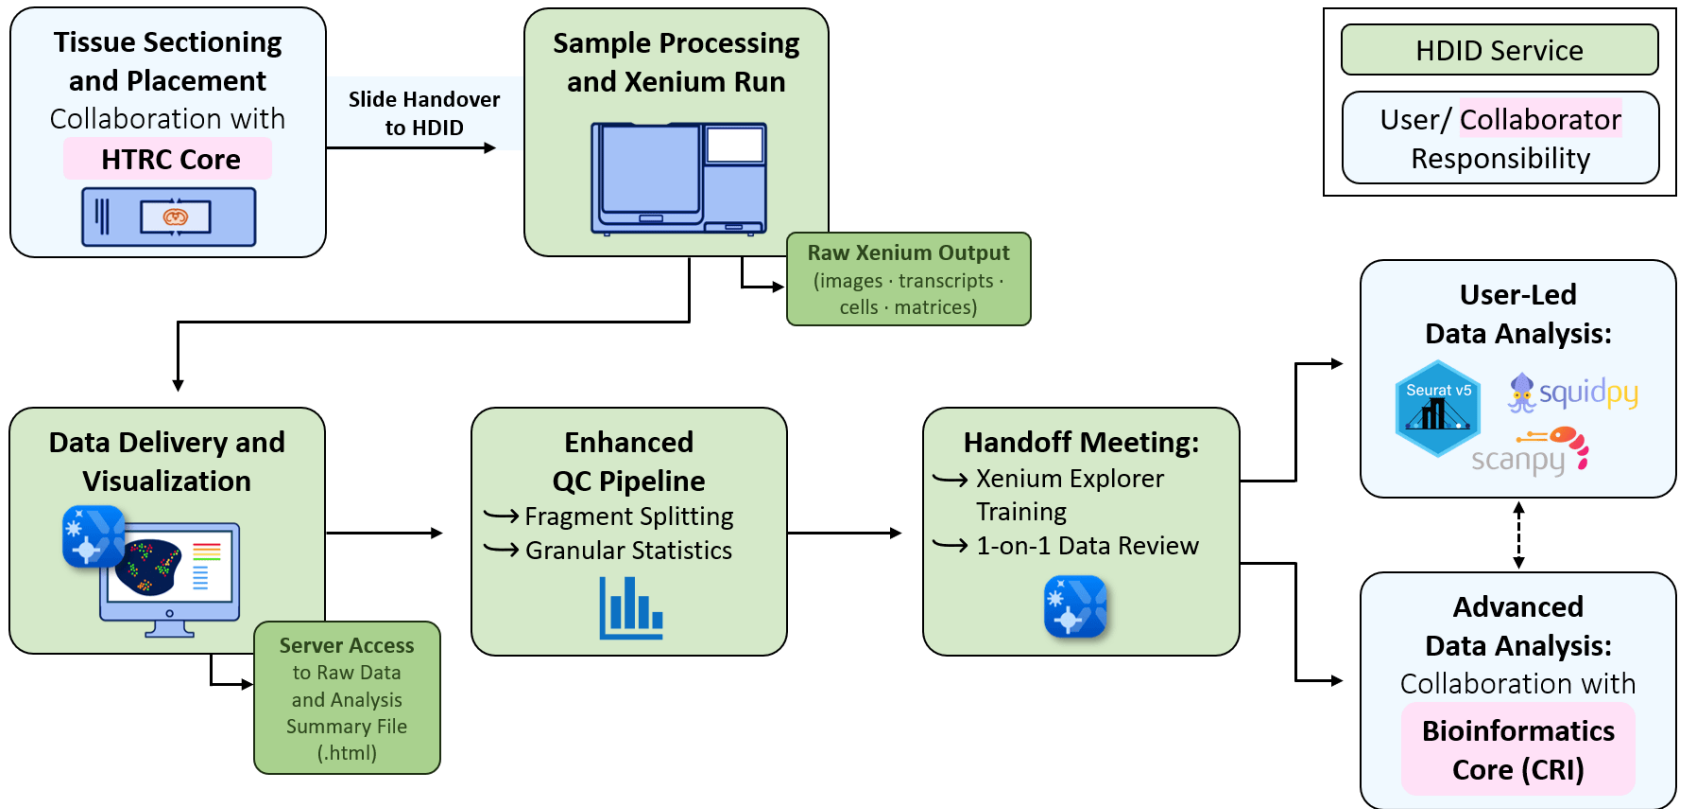 Tissue Sectioning
and Placement
Collaboration with
HTRC Core
Slide Handover
to HDID
Sample Processing
and Xenium Run
Raw Xenium Output
(images · transcripts ·
cells · matrices)
HDID Service
User/ Collaborator
Responsibility
Data Delivery and
Visualization
Server Access
to Raw Data
and Analysis
Summary File
(.html)
Enhanced
QC Pipeline
Fragment Splitting
Granular Statistics
Handoff Meeting:
Xenium Explorer
Training
1-on-1 Data Review
User-Led
Data Analysis:
Seurat v5
squidpy
scanpy
Advanced
Data Analysis:
Collaboration with
Bioinformatics
Core (CRI)